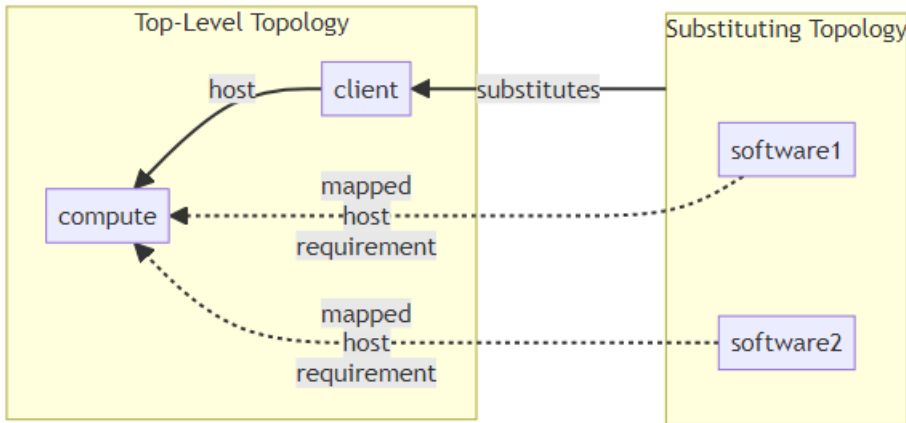 Top-Level Topology
Substituting Topology
host
client
substitutes
software1
mapped
host
requirement
compute
mapped
host
requirement
software2